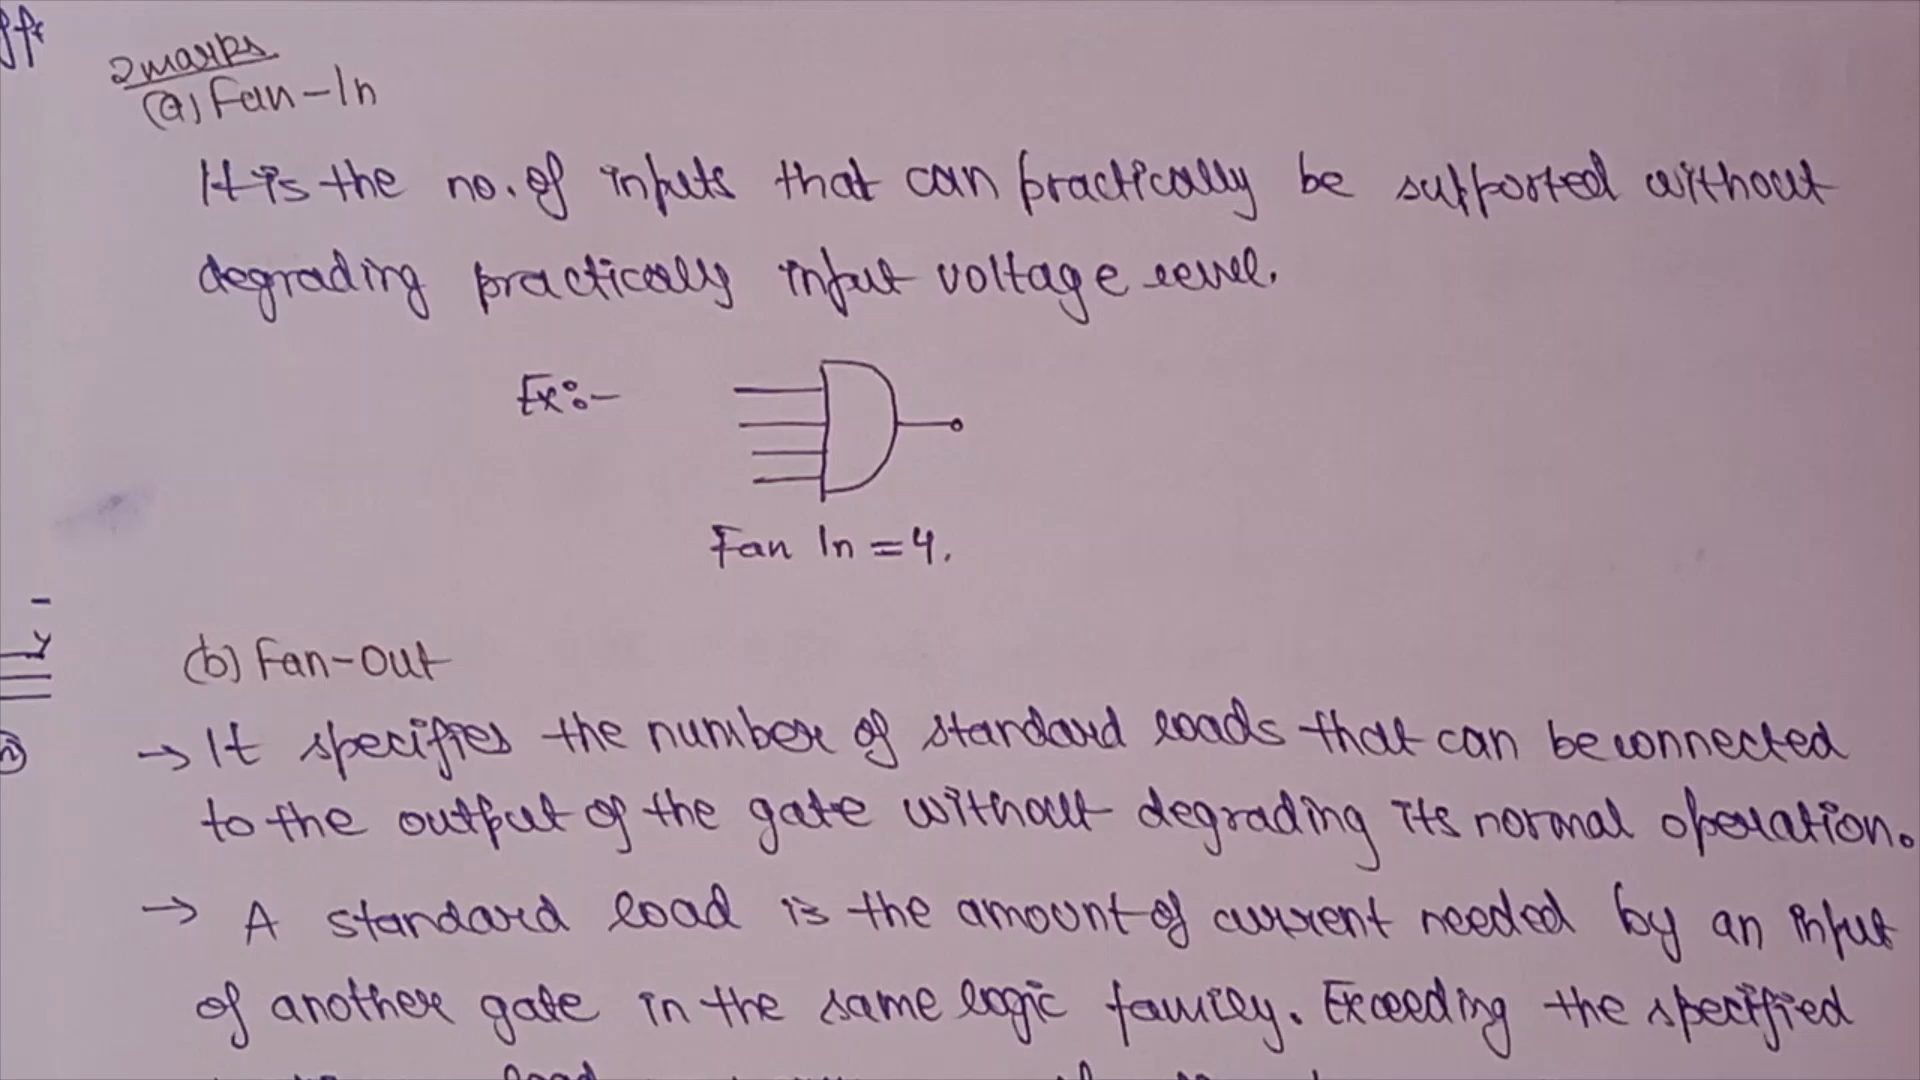 2marks
(a) Fan-In
It is the no. of inputs that can practically be supported without
degrading practically input voltage level.
Ex:-
Fan In = 4.
(b) Fan-Out
→ It specifies the number of standard loads that can be connected
to the output of the gate without degrading its normal operation.
→ A standard load is the amount of current needed by an input
of another gate in the same logic family. Exceeding the specified
load